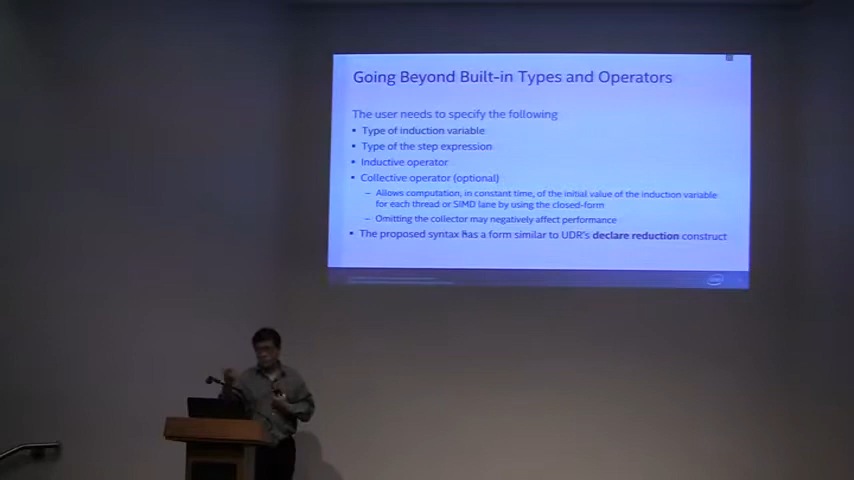 Going Beyond Built-in Types and Operators
The user needs to specify the following
▪ Type of induction variable
▪ Type of the step expression
▪ Inductive operator
▪ Collective operator (optional)
– Allows computation, in constant time, of the initial value of the induction variable
for each thread or SIMD lane by using the closed-form
– Omitting the collector may negatively affect performance
▪ The proposed syntax has a form similar to UDR's declare reduction construct